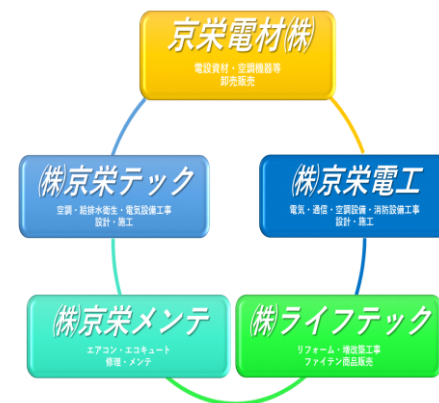 京栄電材㈱
電設資材・空調機器等
卸売販売
㈱京栄テック
空調・給排水衛生・電気設備工事
設計・施工
㈱京栄電工
電気・通信・空調設備・消防設備工事
設計・施工
㈱京栄メンテ
エアコン・エコキュート
修理・メンテ
㈱ライフテック
リフォーム・増改築工事
ファイテン商品販売